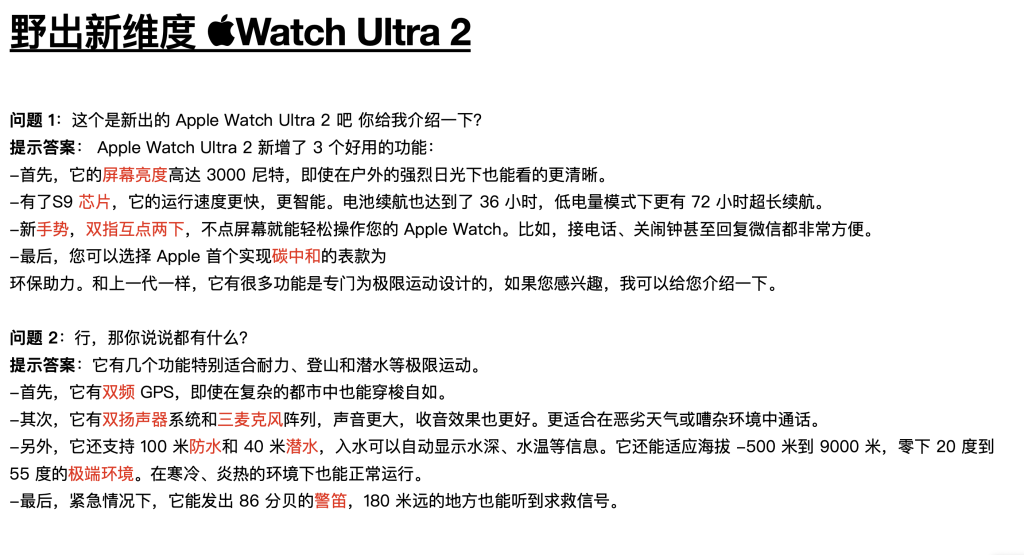 野出新维度 Watch Ultra 2
问题 1：这个是新出的 Apple Watch Ultra 2 吧 你给我介绍一下?
提示答案： Apple Watch Ultra 2 新增了 3 个好用的功能：
–首先，它的屏幕亮度高达 3000 尼特，即使在户外的强烈日光下也能看的更清晰。
–有了S9 芯片，它的运行速度更快，更智能。电池续航也达到了 36 小时，低电量模式下更有 72 小时超长续航。
–新手势，双指互点两下，不点屏幕就能轻松操作您的 Apple Watch。比如，接电话、关闹钟甚至回复微信都非常方便。
–最后，您可以选择 Apple 首个实现碳中和的表款为
环保助力。和上一代一样，它有很多功能是专门为极限运动设计的，如果您感兴趣，我可以给您介绍一下。
问题 2：行，那你说说都有什么?
提示答案：它有几个功能特别适合耐力、登山和潜水等极限运动。
–首先，它有双频 GPS，即使在复杂的都市中也能穿梭自如。
–其次，它有双扬声器系统和三麦克风阵列，声音更大，收音效果也更好。更适合在恶劣天气或嘈杂环境中通话。
–另外，它还支持 100 米防水和 40 米潜水，入水可以自动显示水深、水温等信息。它还能适应海拔 –500 米到 9000 米，零下 20 度到
55 度的极端环境。在寒冷、炎热的环境下也能正常运行。
–最后，紧急情况下，它能发出 86 分贝的警笛，180 米远的地方也能听到求救信号。